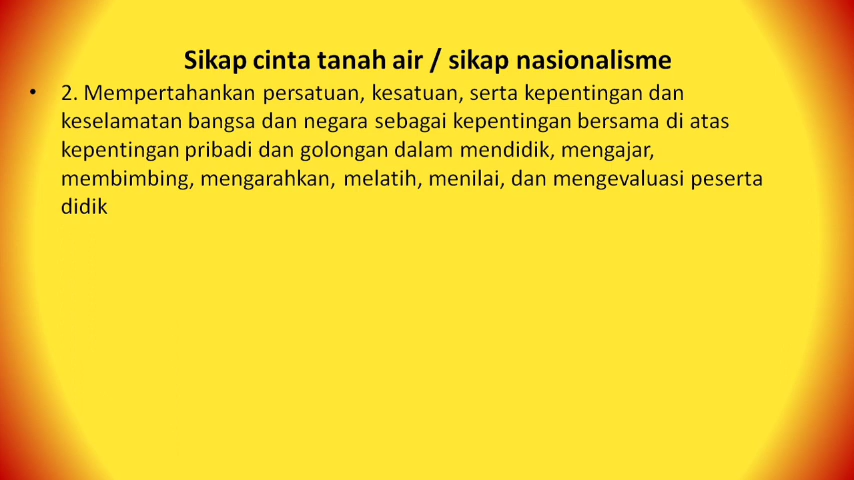 Sikap cinta tanah air / sikap nasionalisme
• 2. Mempertahankan persatuan, kesatuan, serta kepentingan dan
keselamatan bangsa dan negara sebagai kepentingan bersama di atas
kepentingan pribadi dan golongan dalam mendidik, mengajar,
membimbing, mengarahkan, melatih, menilai, dan mengevaluasi peserta
didik